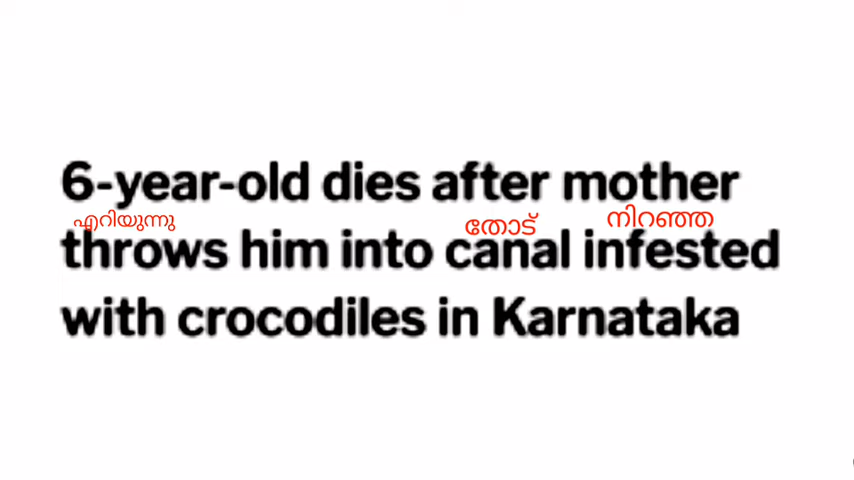 6-year-old dies after mother
എറിയുന്നു തോട് നിറഞ്ഞ
throws him into canal infested
with crocodiles in Karnataka